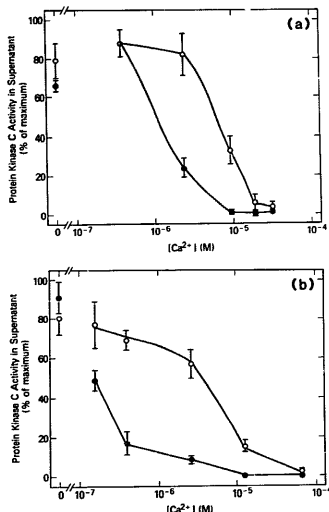 (a)
100
80
60
40
20
0
Protein Kinase C Activity in Supernatant
(% of maximum)
0 10⁻⁷ 10⁻⁶ 10⁻⁵ 10⁻⁴
[Ca²⁺] (M)
(b)
100
80
60
40
20
0
Protein Kinase C Activity in Supernatant
(% of maximum)
0 10⁻⁷ 10⁻⁶ 10⁻⁵ 10⁻⁴
[Ca²⁺] (M)